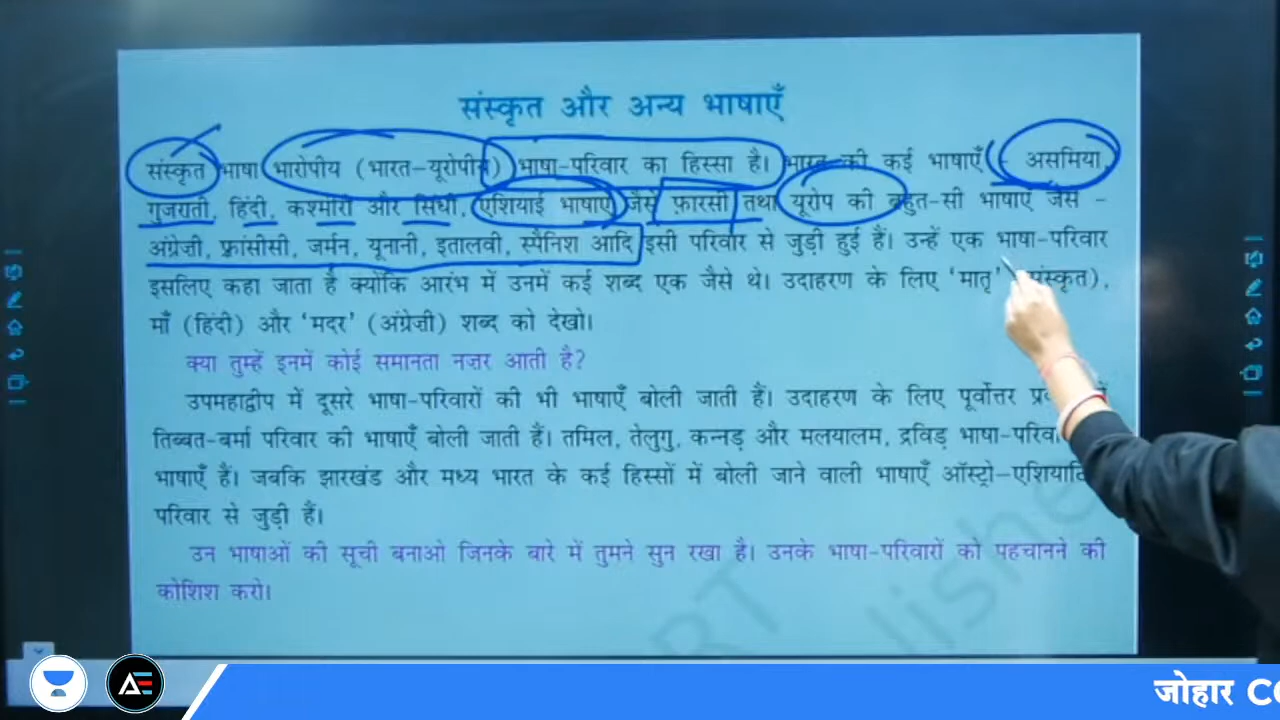 संस्कृत और अन्य भाषाएँ
संस्कृत भाषा भारोपीय (भारत-यूरोपीय) भाषा-परिवार का हिस्सा है। भारत की कई भाषाएँ - असमिया,
गुजराती, हिंदी, कश्मीरी और सिंधी, एशियाई भाषाएँ जैसे फ़ारसी तथा यूरोप की बहुत-सी भाषाएँ जैसे -
अंग्रेज़ी, फ़्रांसीसी, जर्मन, यूनानी, इतालवी, स्पैनिश आदि इसी परिवार से जुड़ी हुई हैं। उन्हें एक भाषा-परिवार
इसलिए कहा जाता है क्योंकि आरंभ में उनमें कई शब्द एक जैसे थे। उदाहरण के लिए ‘मातृ’ संस्कृत),
माँ (हिंदी) और ‘मदर’ (अंग्रेज़ी) शब्द को देखो।
क्या तुम्हें इनमें कोई समानता नज़र आती है?
उपमहाद्वीप में दूसरे भाषा-परिवारों की भी भाषाएँ बोली जाती हैं। उदाहरण के लिए पूर्वोत्तर
तिब्बत-बर्मा परिवार की भाषाएँ बोली जाती हैं। तमिल, तेलुगु, कन्नड़ और मलयालम, द्रविड़
भाषाएँ हैं। जबकि झारखंड और मध्य भारत के कई हिस्सों में बोली जाने वाली भाषाएँ
परिवार से जुड़ी हैं।
उन भाषाओं की सूची बनाओ जिनके बारे में तुमने सुन रखा है। उनके भाषा-परिवारों को पहचानने की
कोशिश करो।
जोहार